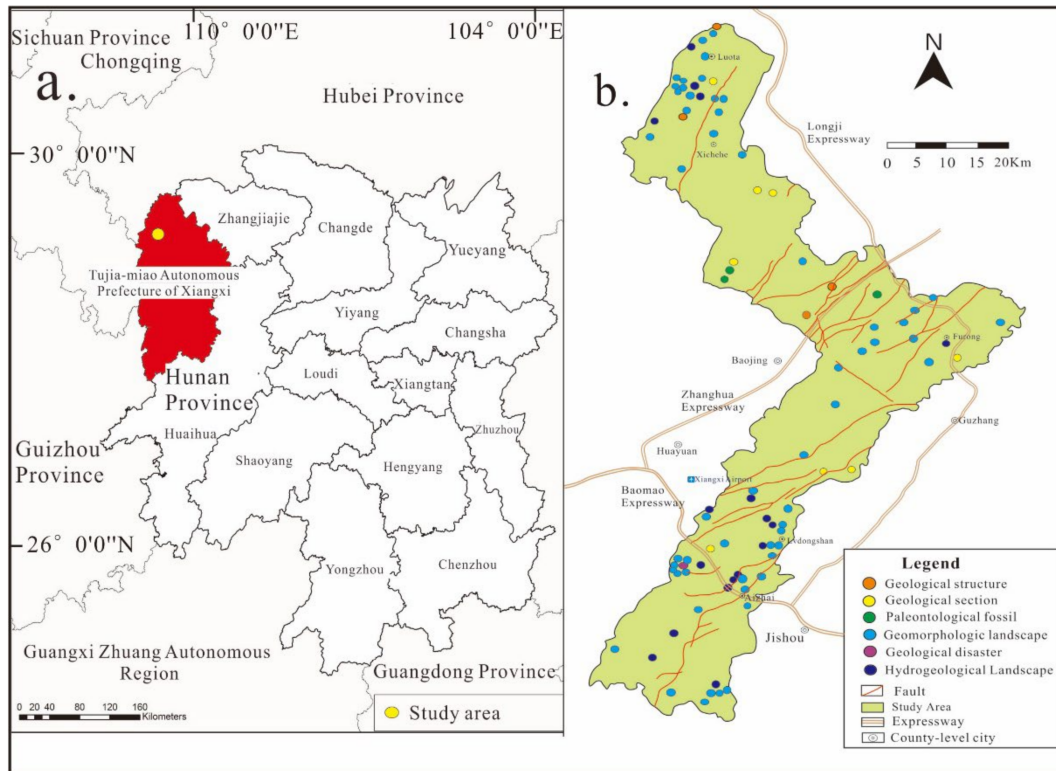 110° 0'0''E
104° 0'0''E
Sichuan Province
Chongqing
a.
Hubei Province
30° 0'0''N
Zhangjiajie
Changde
Yueyang
Tujia-miao Autonomous
Prefecture of Xiangxi
Yiyang
Changsha
Loudi
Xiangtan
Hunan
Province
Zhuzhou
Huaihua
Guizhou
Province
Shaoyang
Hengyang
26° 0'0''N
Yongzhou
Chenzhou
Guangxi Zhuang Autonomous
Region
Guangdong Province
0 20 40 80 120 160
Kilometers
Study area
b.
N
Luota
Longji
Expressway
0 5 10 15 20Km
Xichehe
Furong
Baojing
Zhanghua
Expressway
Guzhang
Huayuan
Xiangxi Airport
Baomao
Expressway
Lvdongshan
Aizhai
Jishou
Legend
Geological structure
Geological section
Paleontological fossil
Geomorphologic landscape
Geological disaster
Hydrogeological Landscape
Fault
Study Area
Expressway
County-level city